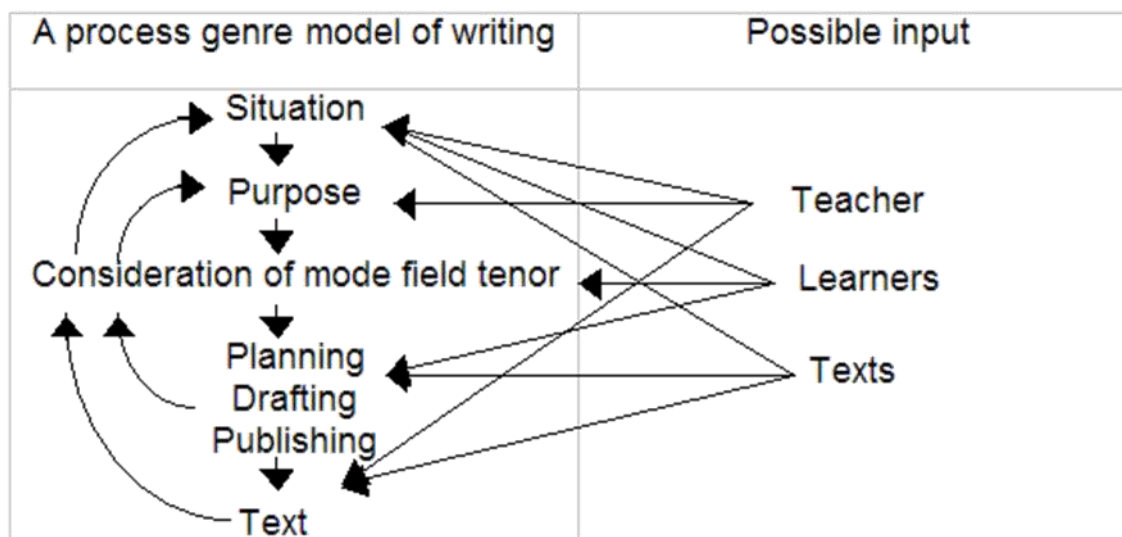 A process genre model of writing
Possible input
Situation
Purpose
Consideration of mode field tenor
Planning
Drafting
Publishing
Text
Teacher
Learners
Texts